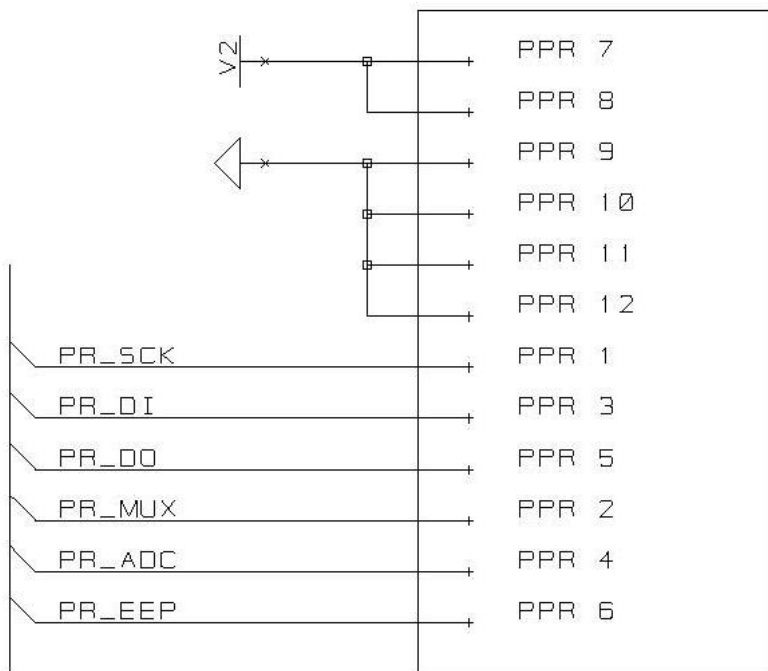 V2
PPR 7
PPR 8
PPR 9
PPR 10
PPR 11
PPR 12
PR_SCK PPR 1
PR_DI PPR 3
PR_DO PPR 5
PR_MUX PPR 2
PR_ADC PPR 4
PR_EEP PPR 6